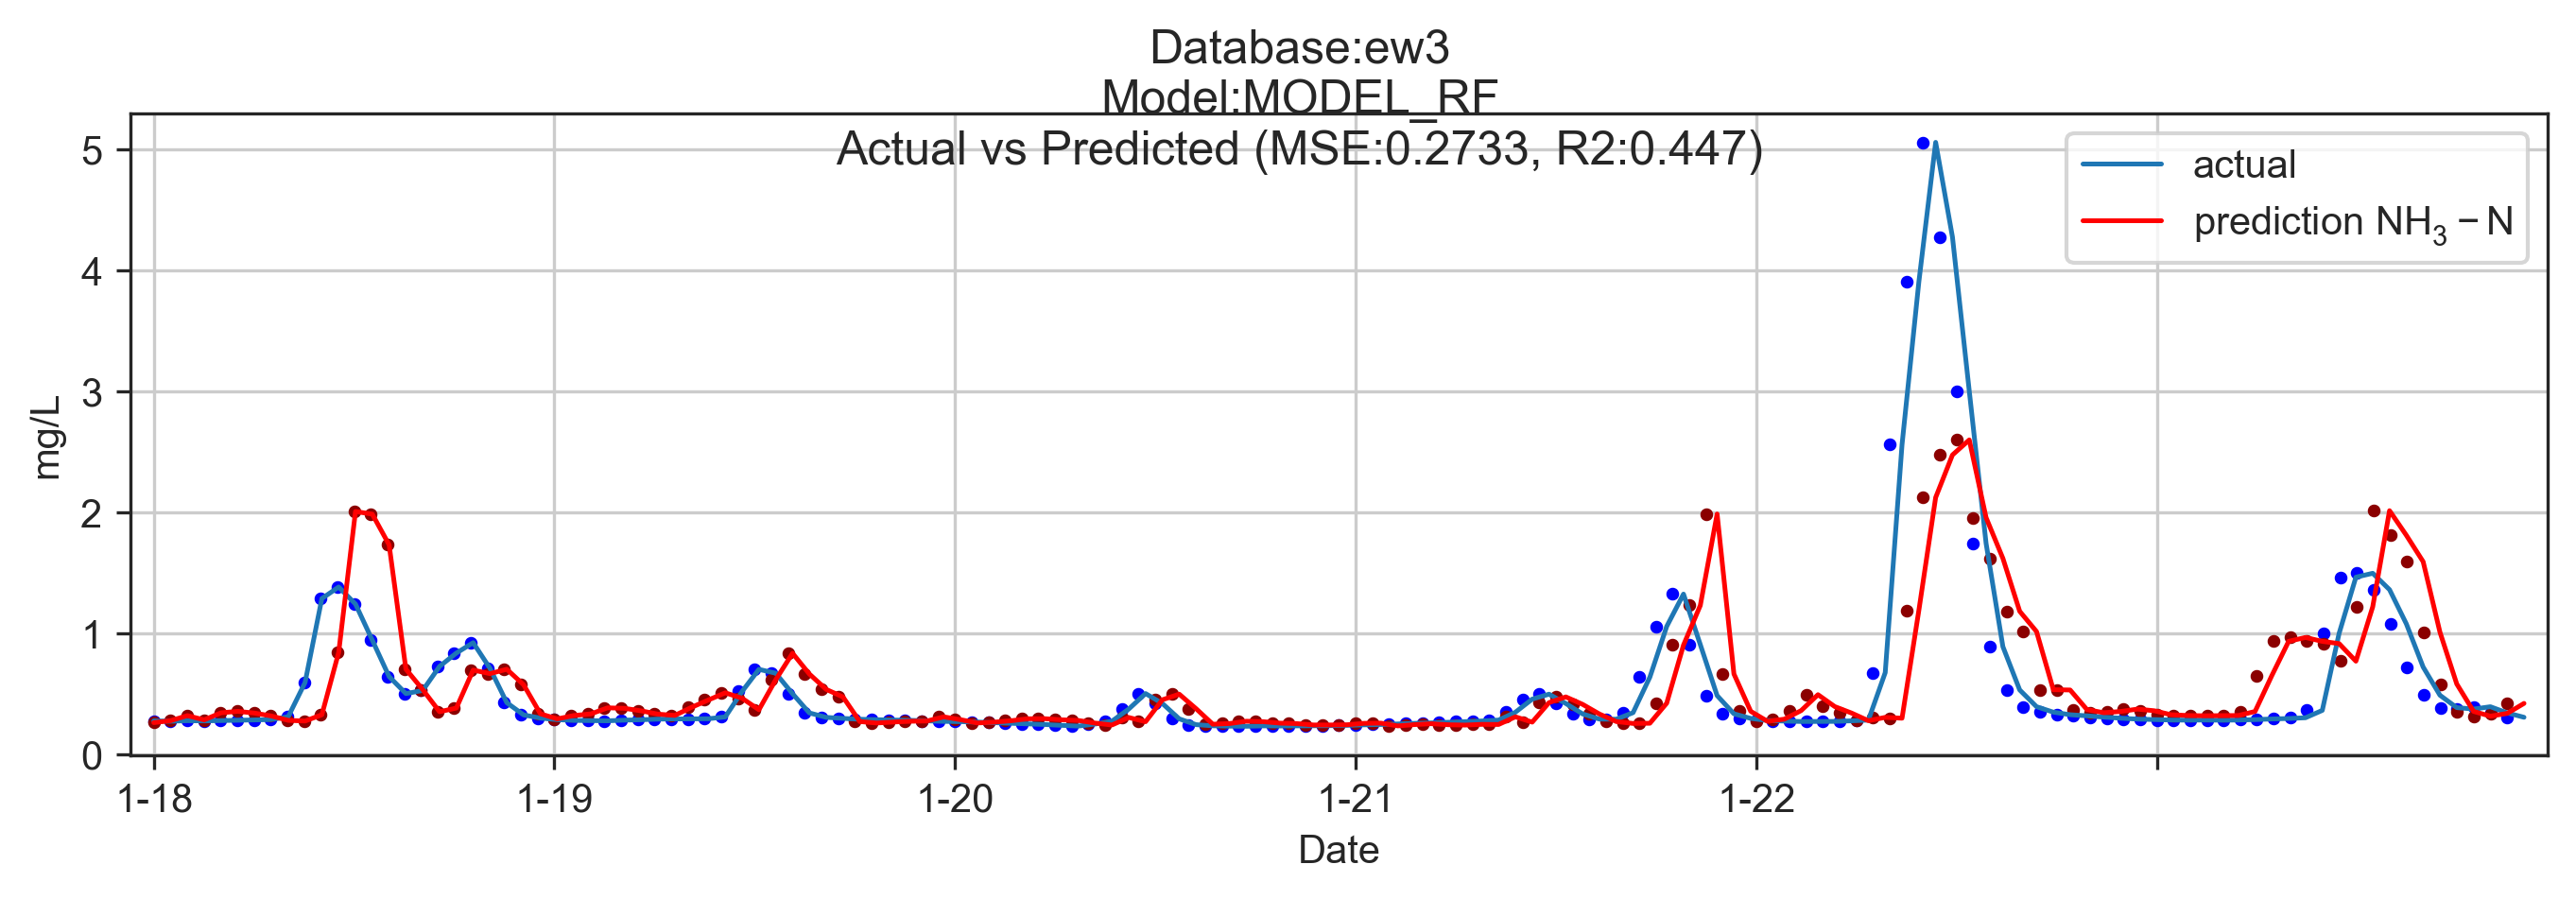 Database:ew3
Model:MODEL_RF
Actual vs Predicted (MSE:0.2733, R2:0.447)
actual
prediction NH₃ − N
mg/L
5
4
3
2
1
0
1-18 1-19 1-20 1-21 1-22
Date